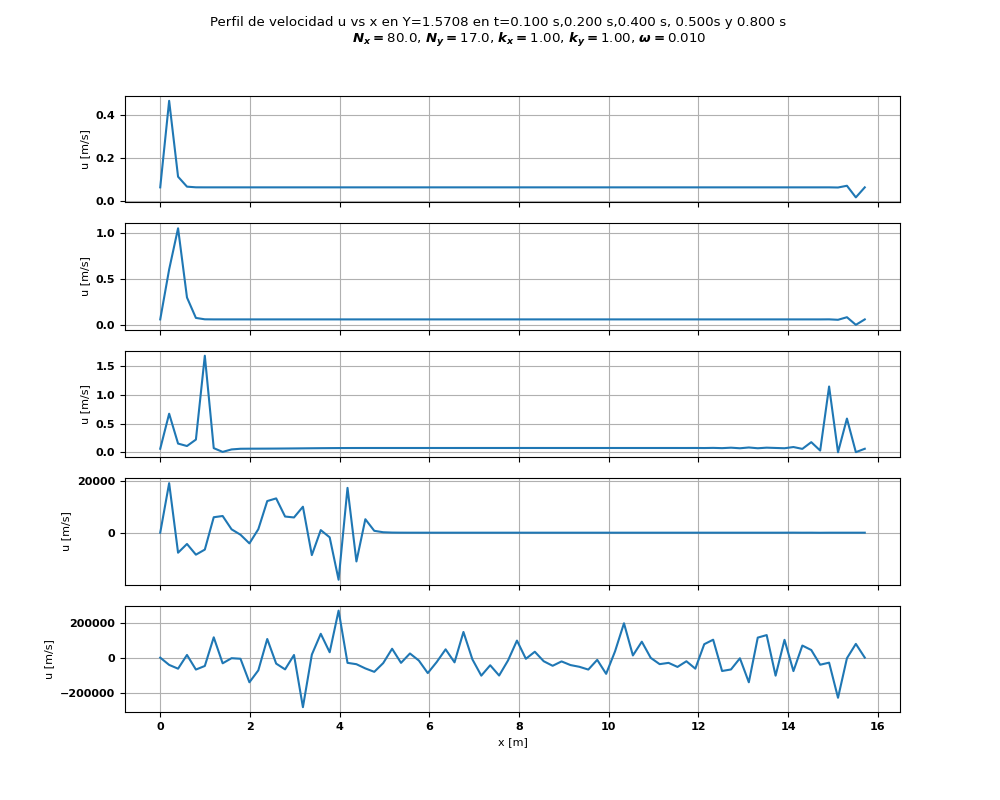 Perfil de velocidad u vs x en Y=1.5708 en t=0.100 s,0.200 s,0.400 s, 0.500s y 0.800 s
N_x = 80.0, N_y = 17.0, k_x = 1.00, k_y = 1.00, ω = 0.010
0.4
0.2
0.0
u [m/s]
1.0
0.5
0.0
u [m/s]
1.5
1.0
0.5
0.0
u [m/s]
20000
0
u [m/s]
200000
0
−200000
u [m/s]
0 2 4 6 8 10 12 14 16
x [m]